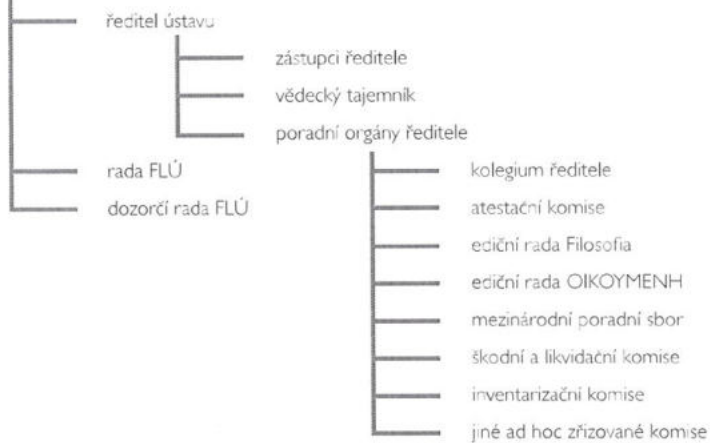 ředitel ústavu
zástupci ředitele
vědecký tajemník
poradní orgány ředitele
rada FLÚ
kolegium ředitele
dozorčí rada FLÚ
atestační komise
ediční rada Filosofia
ediční rada OIKOYMENH
mezinárodní poradní sbor
škodní a likvidační komise
inventarizační komise
jiné ad hoc zřizované komise